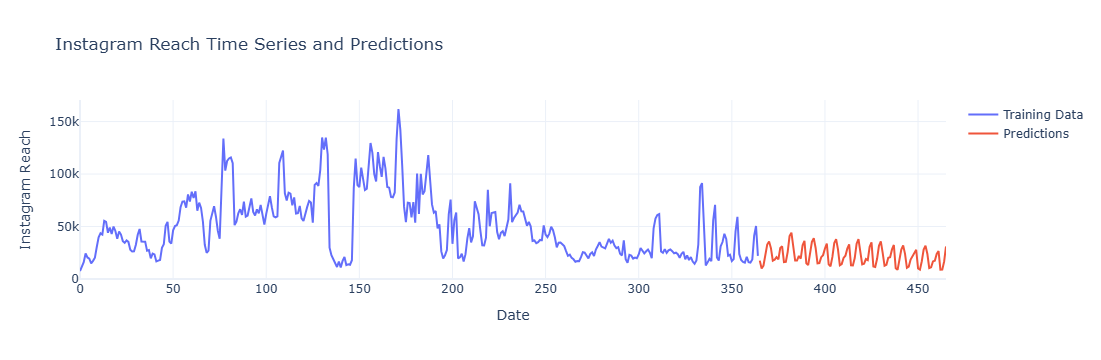 Instagram Reach Time Series and Predictions
Training Data
Predictions
Instagram Reach
150k
100k
50k
0
0 50 100 150 200 250 300 350 400 450
Date